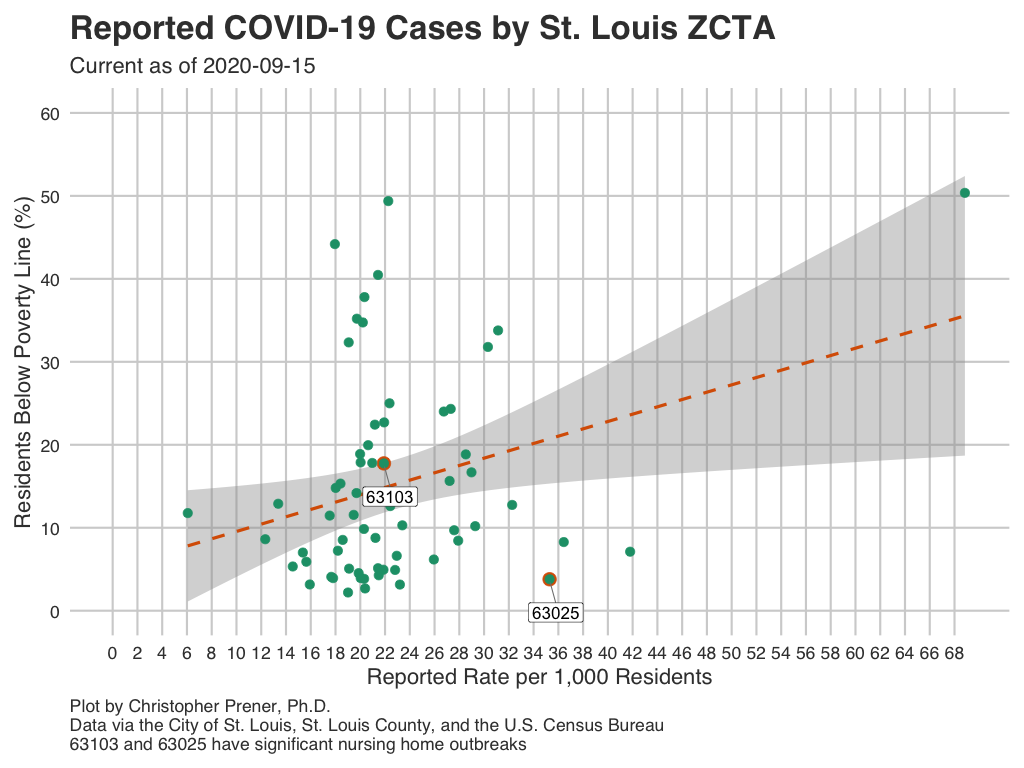 Reported COVID-19 Cases by St. Louis ZCTA
Current as of 2020-09-15
Residents Below Poverty Line (%)
60
50
40
30
20
10
0
63103
63025
0 2 4 6 8 10 12 14 16 18 20 22 24 26 28 30 32 34 36 38 40 42 44 46 48 50 52 54 56 58 60 62 64 66 68
Reported Rate per 1,000 Residents
Plot by Christopher Prener, Ph.D.
Data via the City of St. Louis, St. Louis County, and the U.S. Census Bureau
63103 and 63025 have significant nursing home outbreaks